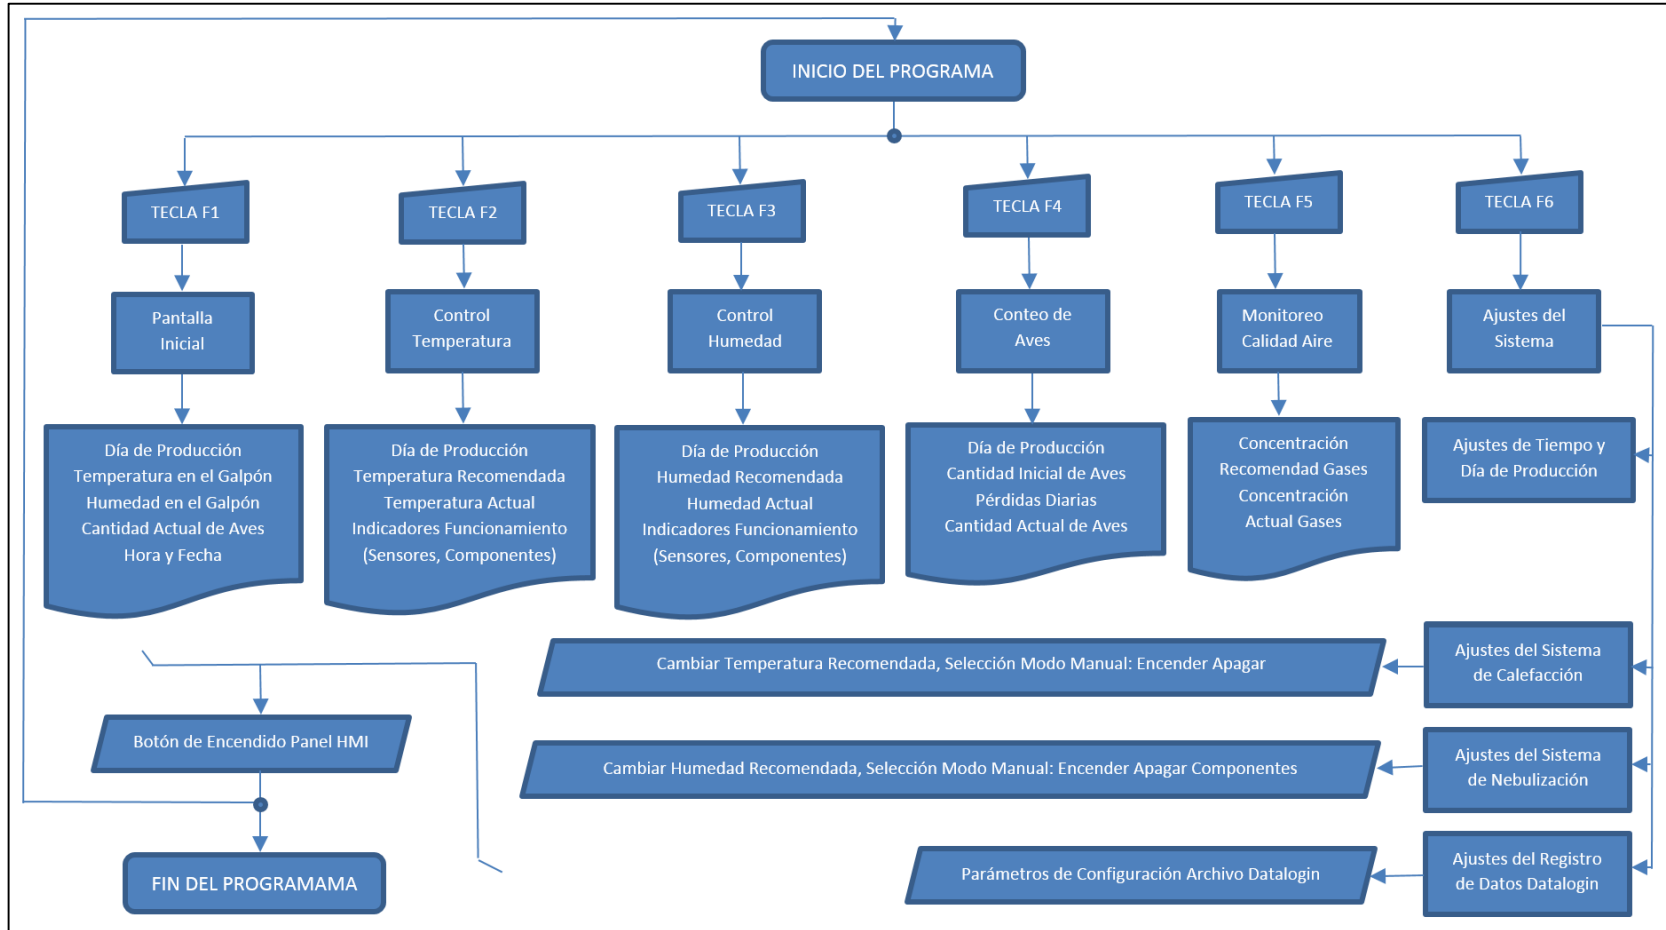 INICIO DEL PROGRAMA
TECLA F1
TECLA F2
TECLA F3
TECLA F4
TECLA F5
TECLA F6
Pantalla
Inicial
Control
Temperatura
Control
Humedad
Conteo de
Aves
Monitoreo
Calidad Aire
Ajustes del
Sistema
Día de Producción
Temperatura en el Galpón
Humedad en el Galpón
Cantidad Actual de Aves
Hora y Fecha
Día de Producción
Temperatura Recomendada
Temperatura Actual
Indicadores Funcionamiento
(Sensores, Componentes)
Día de Producción
Humedad Recomendada
Humedad Actual
Indicadores Funcionamiento
(Sensores, Componentes)
Día de Producción
Cantidad Inicial de Aves
Pérdidas Diarias
Cantidad Actual de Aves
Concentración
Recomendad Gases
Concentración
Actual Gases
Ajustes de Tiempo y
Día de Producción
Cambiar Temperatura Recomendada, Selección Modo Manual: Encender Apagar
Ajustes del Sistema
de Calefacción
Botón de Encendido Panel HMI
Cambiar Humedad Recomendada, Selección Modo Manual: Encender Apagar Componentes
Ajustes del Sistema
de Nebulización
FIN DEL PROGRAMAMA
Parámetros de Configuración Archivo Datalogin
Ajustes del Registro
de Datos Datalogin